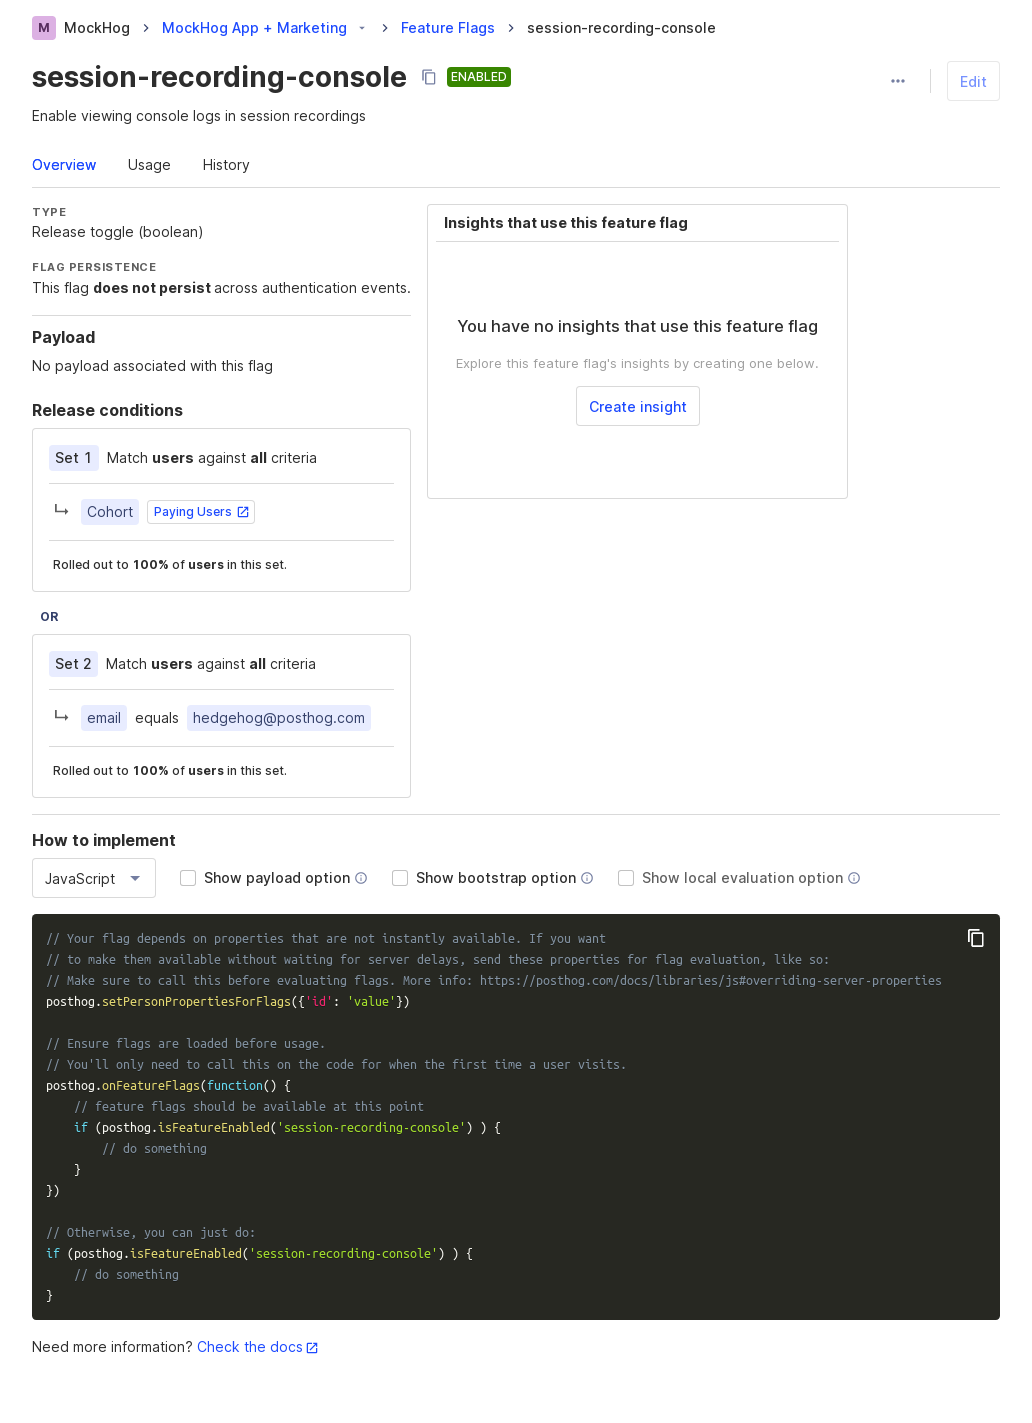 M MockHog MockHog App + Marketing Feature Flags session-recording-console
session-recording-console ENABLED
Edit
Enable viewing console logs in session recordings
Overview Usage History
TYPE
Release toggle (boolean)
FLAG PERSISTENCE
This flag does not persist across authentication events.
Payload
No payload associated with this flag
Release conditions
Set 1 Match users against all criteria
Cohort Paying Users
Rolled out to 100% of users in this set.
OR
Set 2 Match users against all criteria
email equals hedgehog@posthog.com
Rolled out to 100% of users in this set.
Insights that use this feature flag
You have no insights that use this feature flag
Explore this feature flag's insights by creating one below.
Create insight
How to implement
JavaScript Show payload option Show bootstrap option Show local evaluation option
// Your flag depends on properties that are not instantly available. If you want
// to make them available without waiting for server delays, send these properties for flag evaluation, like so:
// Make sure to call this before evaluating flags. More info: https://posthog.com/docs/libraries/js#overriding-server-properties
posthog.setPersonPropertiesForFlags({'id': 'value'})
// Ensure flags are loaded before usage.
// You'll only need to call this on the code for when the first time a user visits.
posthog.onFeatureFlags(function() {
    // feature flags should be available at this point
    if (posthog.isFeatureEnabled('session-recording-console') ) {
        // do something
    }
})
// Otherwise, you can just do:
if (posthog.isFeatureEnabled('session-recording-console') ) {
    // do something
}
Need more information? Check the docs